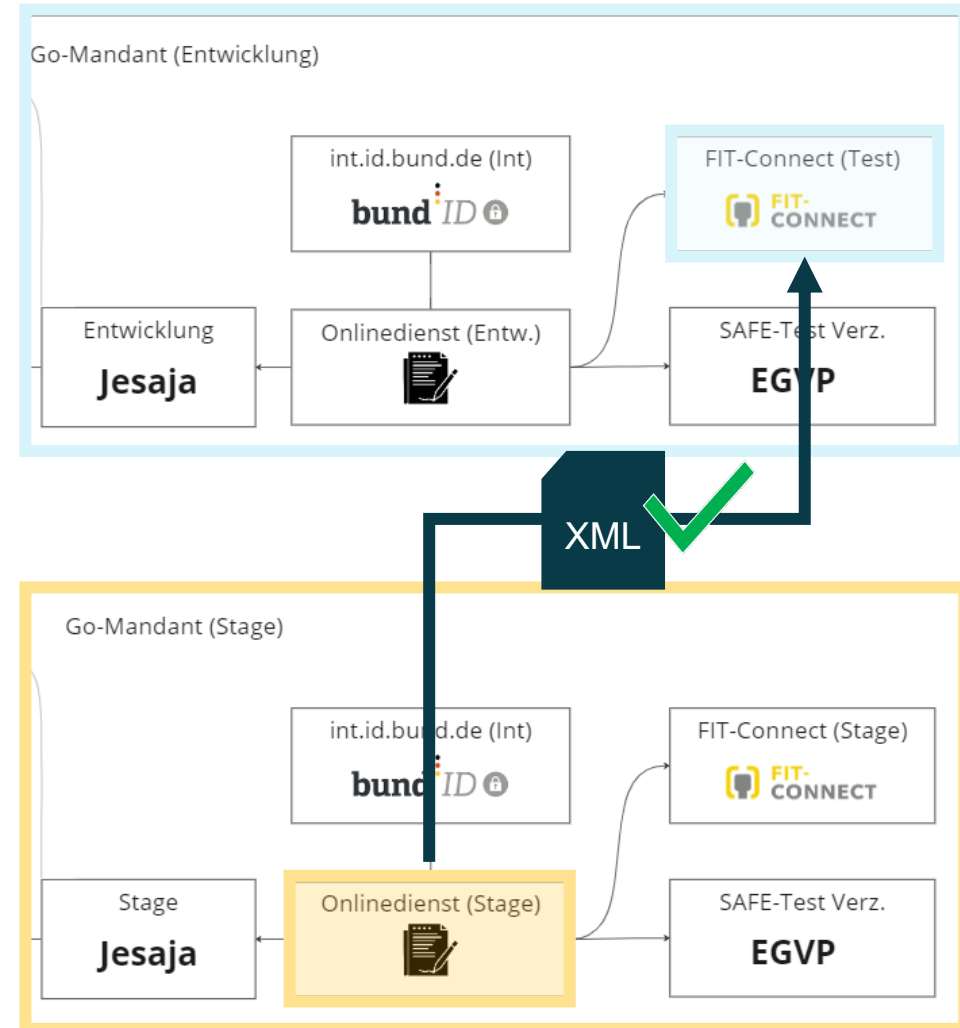 Go-Mandant (Entwicklung)
int.id.bund.de (Int)
bund ID
FIT-Connect (Test)
FIT-
CONNECT
Entwicklung
Jesaja
Onlinedienst (Entw.)
SAFE-Test Verz.
EGVP
XML
Go-Mandant (Stage)
int.id.bund.de (Int)
bund ID
FIT-Connect (Stage)
FIT-
CONNECT
Stage
Jesaja
Onlinedienst (Stage)
SAFE-Test Verz.
EGVP